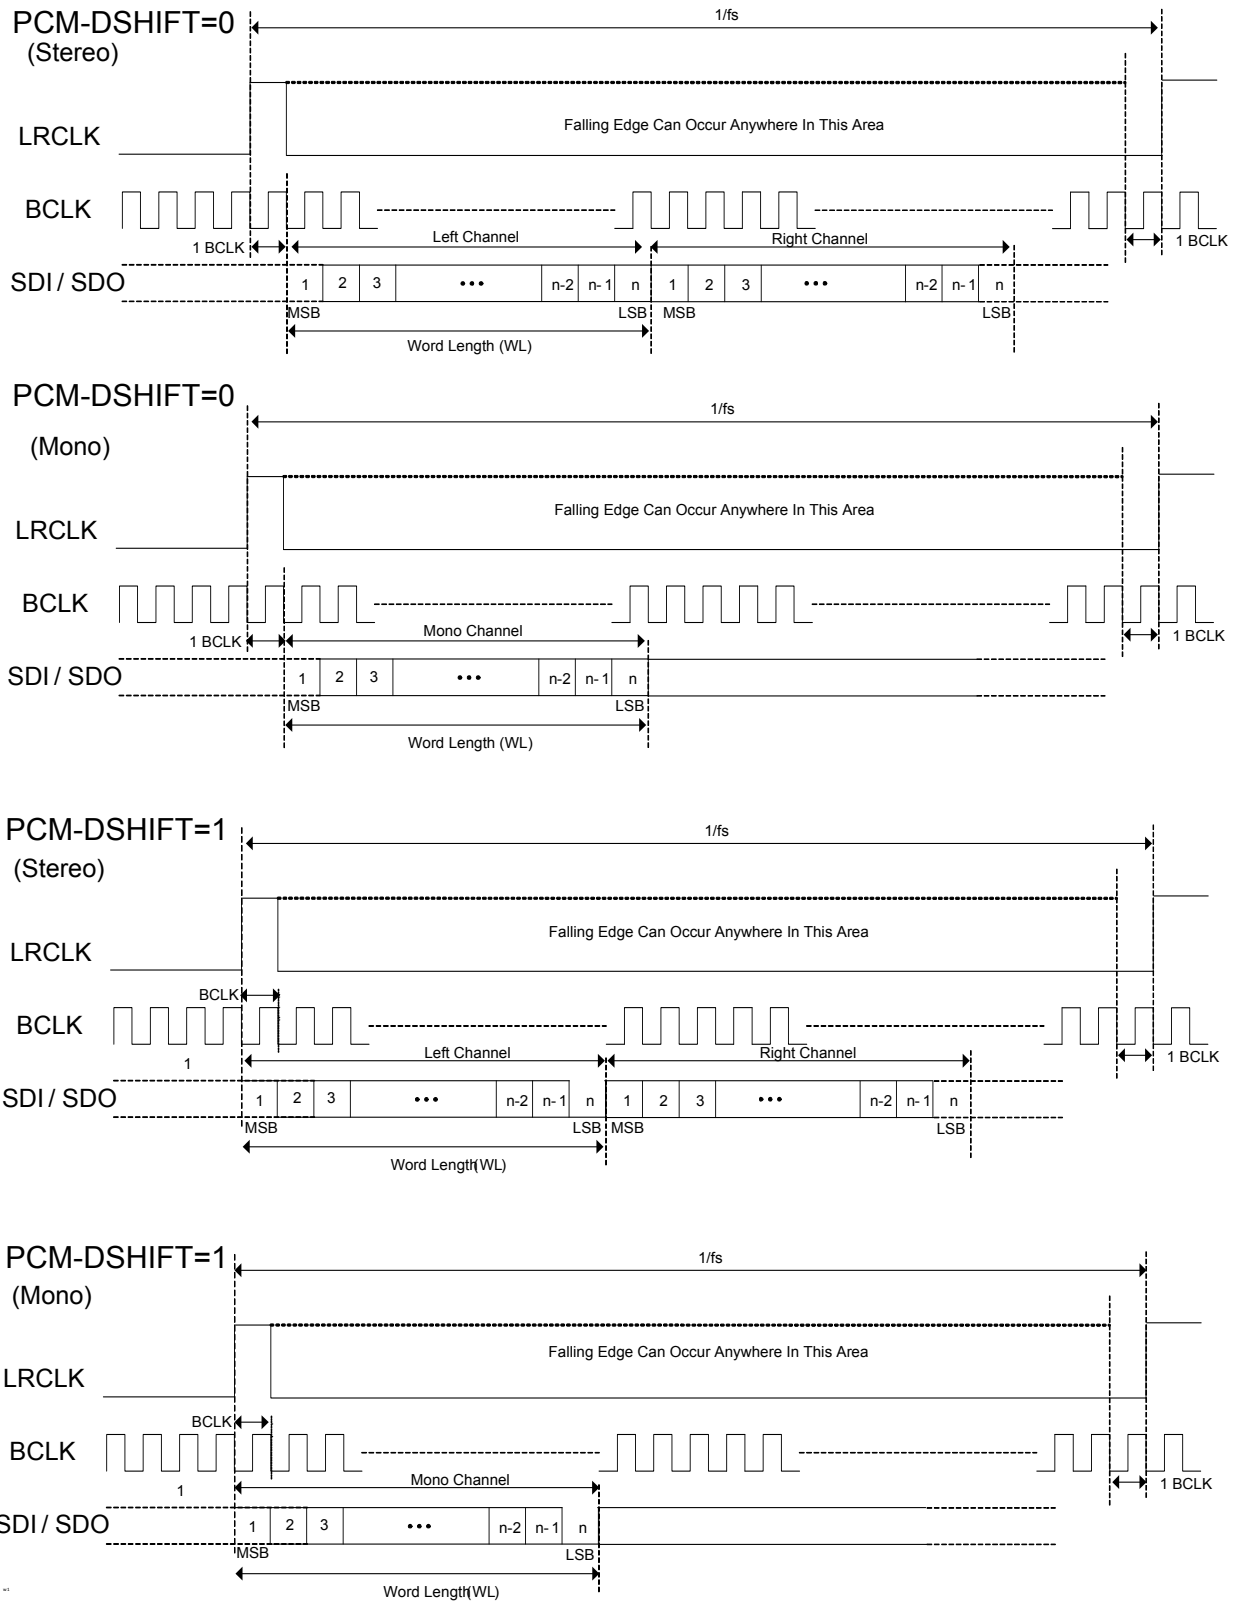 PCM-DSHIFT=0
(Stereo)
1/fs
LRCLK
Falling Edge Can Occur Anywhere In This Area
BCLK
1 BCLK
Left Channel
Right Channel
1 BCLK
SDI / SDO
1 2 3 ••• n-2 n-1 n 1 2 3 ••• n-2 n-1 n
MSB LSB MSB LSB
Word Length (WL)
PCM-DSHIFT=0
(Mono)
1/fs
LRCLK
Falling Edge Can Occur Anywhere In This Area
BCLK
1 BCLK
Mono Channel
1 BCLK
SDI / SDO
1 2 3 ••• n-2 n-1 n
MSB LSB
Word Length (WL)
PCM-DSHIFT=1
(Stereo)
1/fs
LRCLK
Falling Edge Can Occur Anywhere In This Area
BCLK
BCLK
1
Left Channel
Right Channel
1 BCLK
SDI / SDO
1 2 3 ••• n-2 n-1 n 1 2 3 ••• n-2 n-1 n
MSB LSB MSB LSB
Word Length(WL)
PCM-DSHIFT=1
(Mono)
1/fs
LRCLK
Falling Edge Can Occur Anywhere In This Area
BCLK
BCLK
1
Mono Channel
1 BCLK
SDI / SDO
1 2 3 ••• n-2 n-1 n
MSB LSB
Word Length(WL)